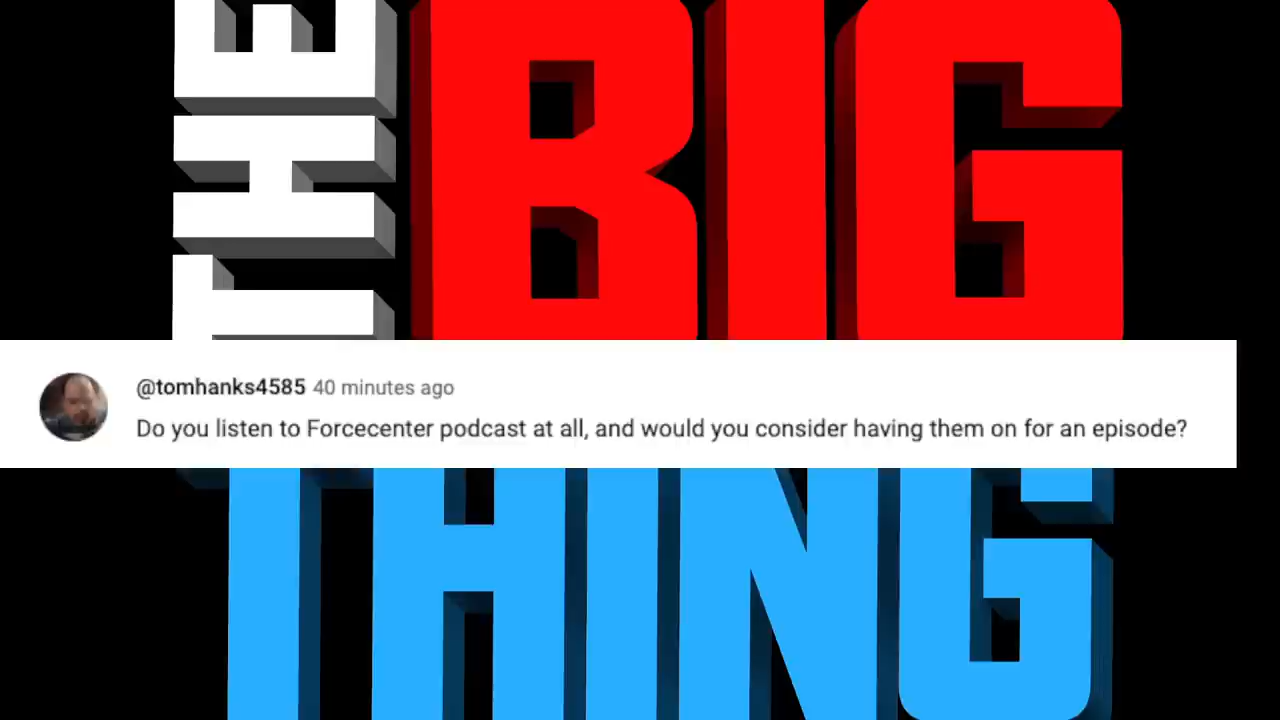 THE
BIG
@tomhanks4585 40 minutes ago
Do you listen to Forcecenter podcast at all, and would you consider having them on for an episode?
THING